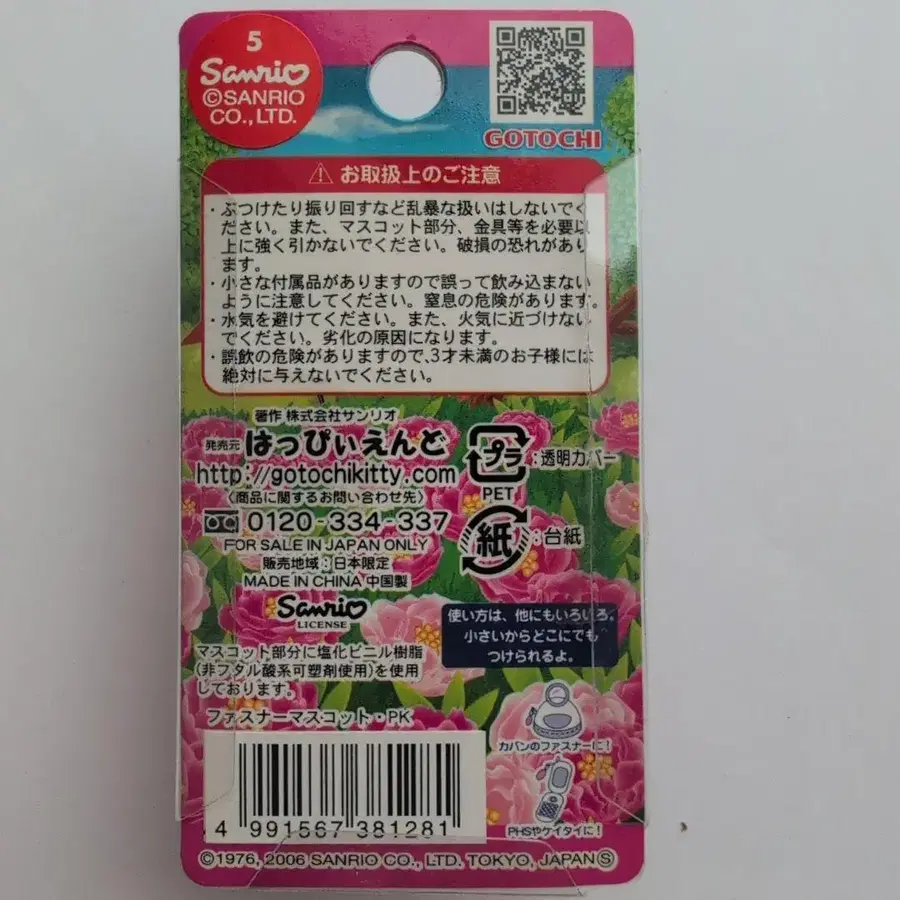 5
Sanrio
©SANRIO
CO.,LTD.
GOTOCHI
⚠ お取扱上のご注意
・ぶつけたり振り回すなど乱暴な扱いはしないでく
ださい。また、マスコット部分、金具等を必要以
上に強く引かないでください。破損の恐れがあり
ます。
・小さな付属品がありますので誤って飲み込まない
ように注意してください。窒息の危険があります。
・水気を避けてください。また、火気に近づけない
でください。劣化の原因になります。
・誤飲の危険がありますので、3才未満のお子様には
絶対に与えないでください。
著作 株式会社サンリオ
発売元 はっぴぃえんど
http://gotochikitty.com
〈商品に関するお問い合わせ先〉
0120-334-337
FOR SALE IN JAPAN ONLY
販売地域：日本限定
MADE IN CHINA 中国製
Sanrio
LICENSE
マスコット部分に塩化ビニル樹脂
(非フタル酸系可塑剤使用)を使用
しております。
ファスナーマスコット・PK
プラ：透明カバー
PET
紙：台紙
使い方は、他にもいろいろ。
小さいからどこにでも
つけられるよ。
カバンのファスナーに！
PHSやケイタイに！
4 991567 381281
©1976, 2006 SANRIO CO., LTD. TOKYO, JAPAN Ⓢ